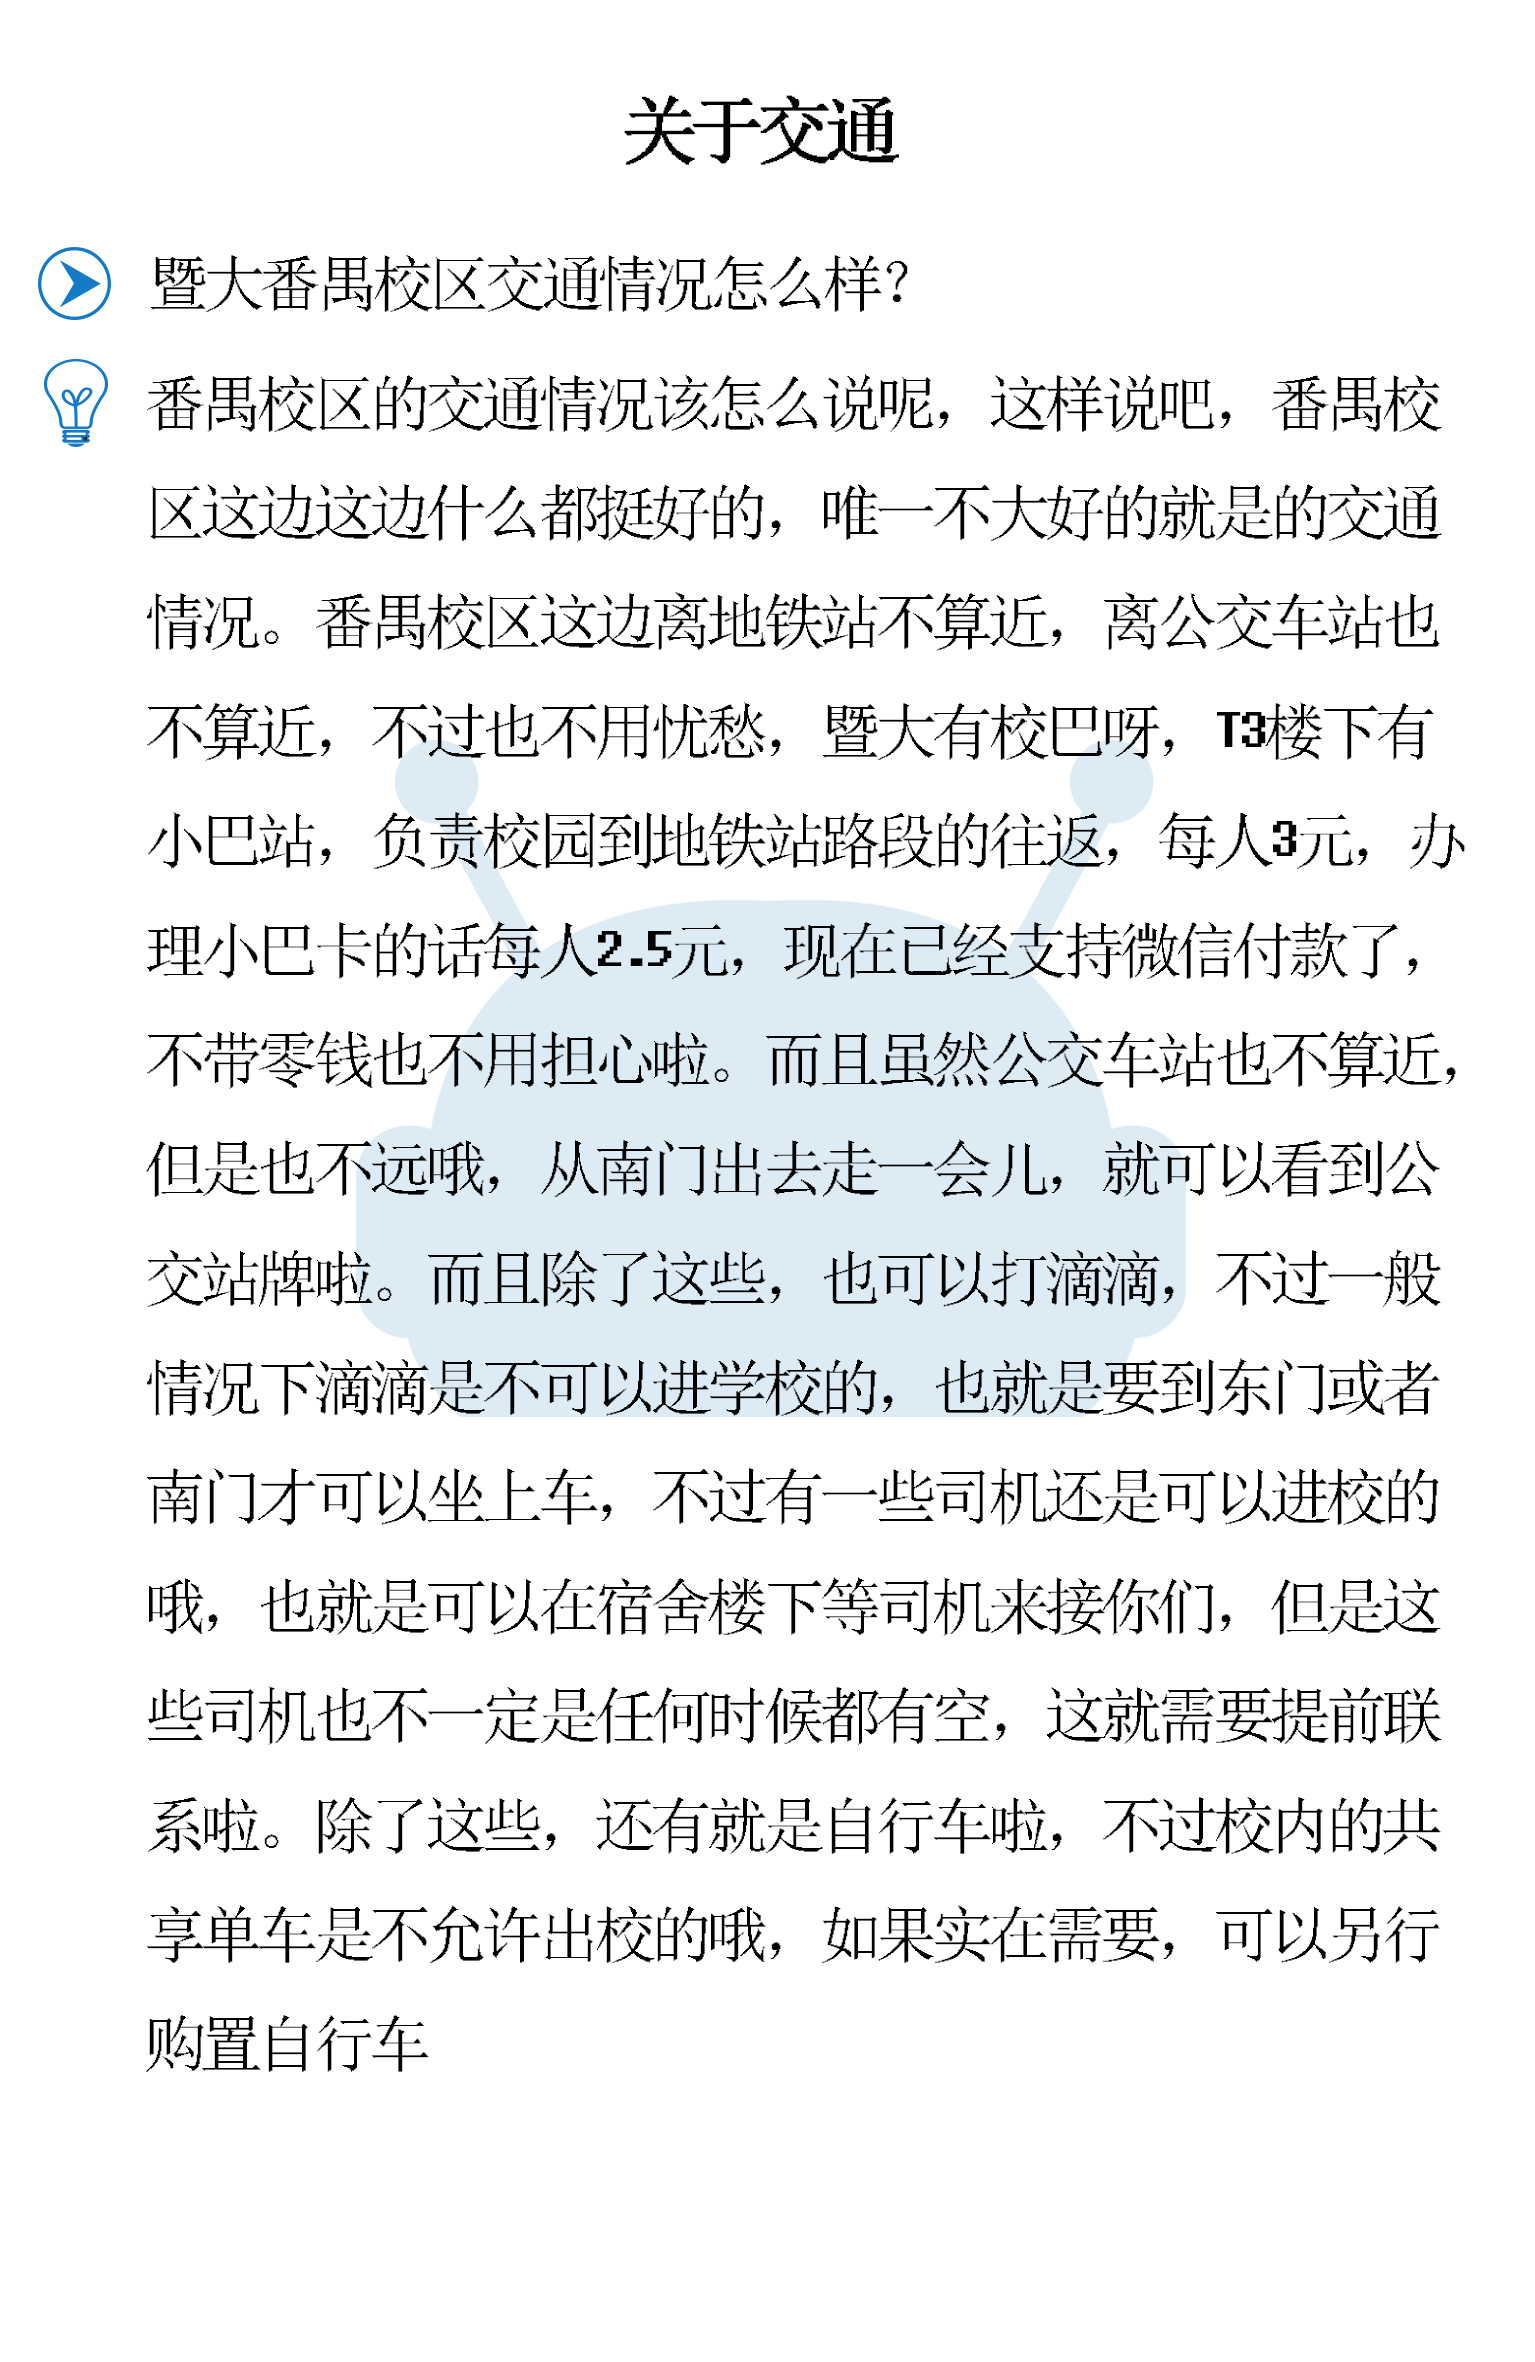 关于交通
暨大番禺校区交通情况怎么样？
番禺校区的交通情况该怎么说呢，这样说吧，番禺校
区这边这边什么都挺好的，唯一不大好的就是的交通
情况。番禺校区这边离地铁站不算近，离公交车站也
不算近，不过也不用忧愁，暨大有校巴呀，T3楼下有
小巴站，负责校园到地铁站路段的往返，每人3元，办
理小巴卡的话每人2.5元，现在已经支持微信付款了，
不带零钱也不用担心啦。而且虽然公交车站也不算近，
但是也不远哦，从南门出去走一会儿，就可以看到公
交站牌啦。而且除了这些，也可以打滴滴，不过一般
情况下滴滴是不可以进学校的，也就是要到东门或者
南门才可以坐上车，不过有一些司机还是可以进校的
哦，也就是可以在宿舍楼下等司机来接你们，但是这
些司机也不一定是任何时候都有空，这就需要提前联
系啦。除了这些，还有就是自行车啦，不过校内的共
享单车是不允许出校的哦，如果实在需要，可以另行
购置自行车